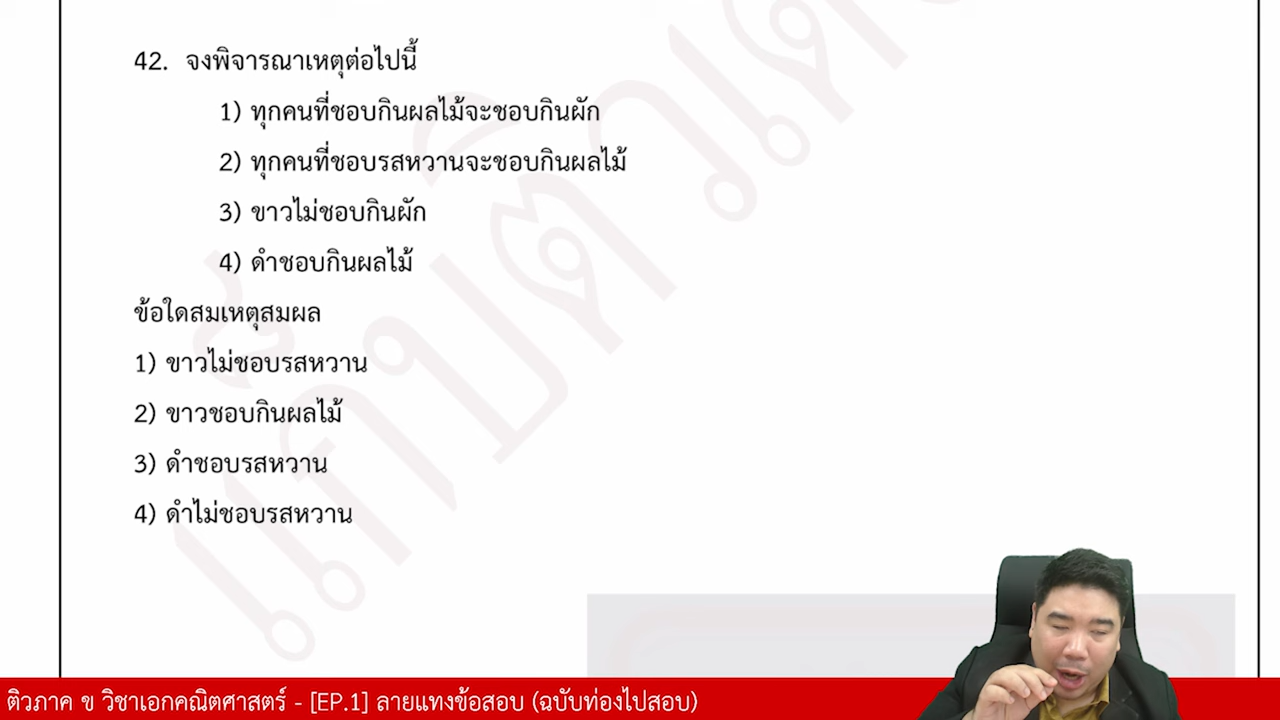 42. จงพิจารณาเหตุต่อไปนี้
1) ทุกคนที่ชอบกินผลไม้จะชอบกินผัก
2) ทุกคนที่ชอบรสหวานจะชอบกินผลไม้
3) ขาวไม่ชอบกินผัก
4) ดำชอบกินผลไม้
ข้อใดสมเหตุสมผล
1) ขาวไม่ชอบรสหวาน
2) ขาวชอบกินผลไม้
3) ดำชอบรสหวาน
4) ดำไม่ชอบรสหวาน
ติวภาค ข วิชาเอกคณิตศาสตร์ - [EP.1] ลายแทงข้อสอบ (ฉบับท่องไปสอบ)